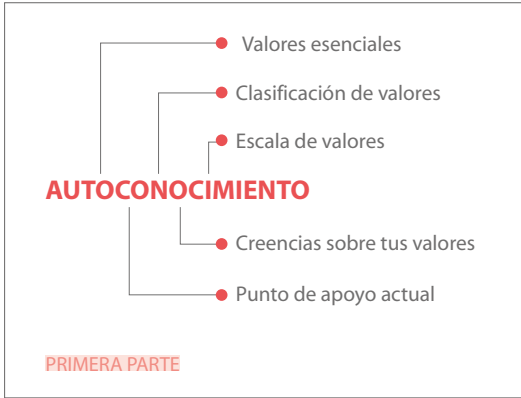 Valores esenciales
Clasificación de valores
Escala de valores
AUTOCONOCIMIENTO
Creencias sobre tus valores
Punto de apoyo actual
PRIMERA PARTE